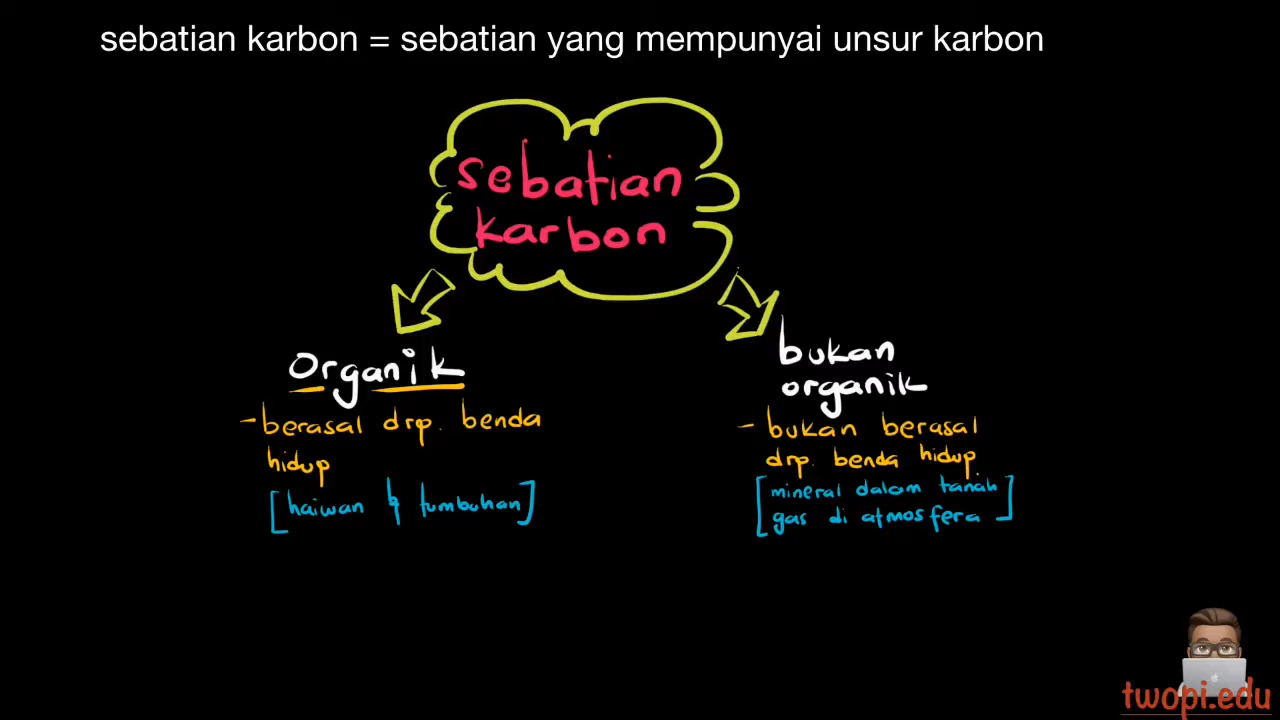 sebatian karbon = sebatian yang mempunyai unsur karbon
sebatian
karbon
Organik
- berasal drp. benda
hidup
[haiwan & tumbuhan]
bukan
organik
- bukan berasal
drp. benda hidup
[mineral dalam tanah
gas di atmosfera]
twopi.edu